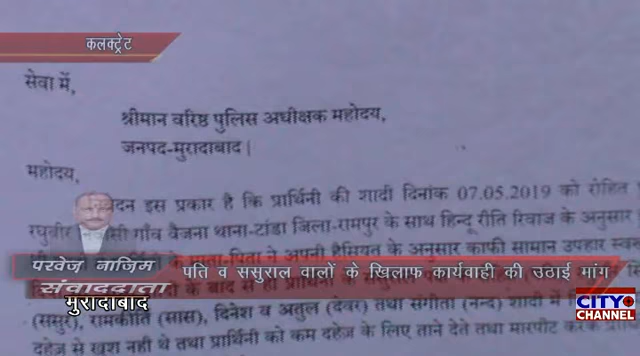 कलक्ट्रेट
सेवा में,
श्रीमान वरिष्ठ पुलिस अधीक्षक महोदय,
जनपद-मुरादाबाद।
महोदय,
इस प्रकार है कि प्रार्थिनी की शादी दिनांक 07.05.2019 को रोहित
रघुवीर गाँव वैजना थाना-टांडा जिला-रामपुर के साथ हिन्दू रीति रिवाज के अनुसार
पिता ने अपनी हैसियत के अनुसार काफी सामान उपहार
परवेज़ नाज़िम
पति व ससुराल वालों के खिलाफ कार्यवाही की उठाई मांग
संवाददाता
मुरादाबाद
(ससुर), रामकीर्ति (सास), दिनेश व अतुल (देवर) तथा संगीता (नन्द) शादी में
दहेज से खुश नही थे तथा प्रार्थिनी को कम दहेज के लिए ताने देते तथा मारपीट करके
CITY
CHANNEL